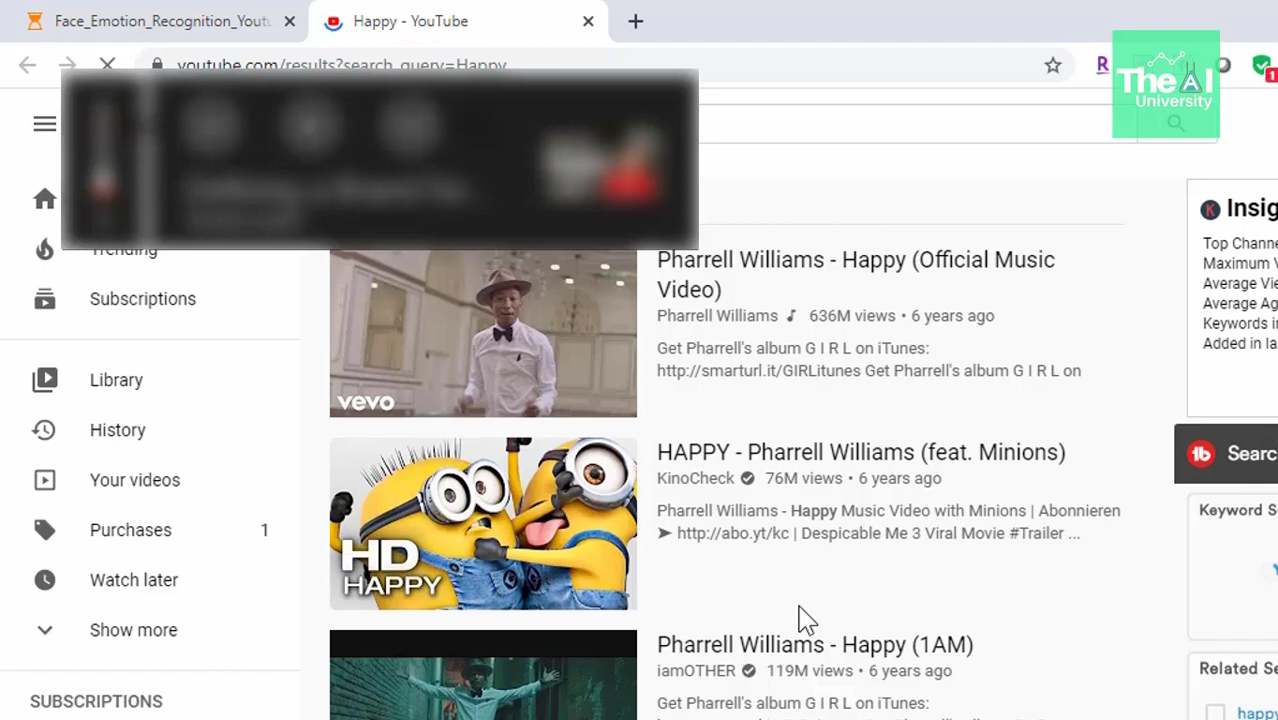 Face_Emotion_Recognition_Yout
Happy - YouTube
youtube.com/results?search_query=Happy
R
1
The AI
University
Trending
Subscriptions
Library
History
Your videos
Purchases 1
Watch later
Show more
SUBSCRIPTIONS
vevo
Pharrell Williams - Happy (Official Music
Video)
Pharrell Williams 636M views • 6 years ago
Get Pharrell's album G I R L on iTunes:
http://smarturl.it/GIRLitunes Get Pharrell's album G I R L on
HD
HAPPY
HAPPY - Pharrell Williams (feat. Minions)
KinoCheck 76M views • 6 years ago
Pharrell Williams - Happy Music Video with Minions | Abonnieren
➤ http://abo.yt/kc | Despicable Me 3 Viral Movie #Trailer ...
Pharrell Williams - Happy (1AM)
iamOTHER 119M views • 6 years ago
Get Pharrell's album G I R L on iTunes:
K Insig
Top Channe
Maximum V
Average Vie
Average Ag
Keywords in
Added in la
Searc
Keyword S
Related Se
happy